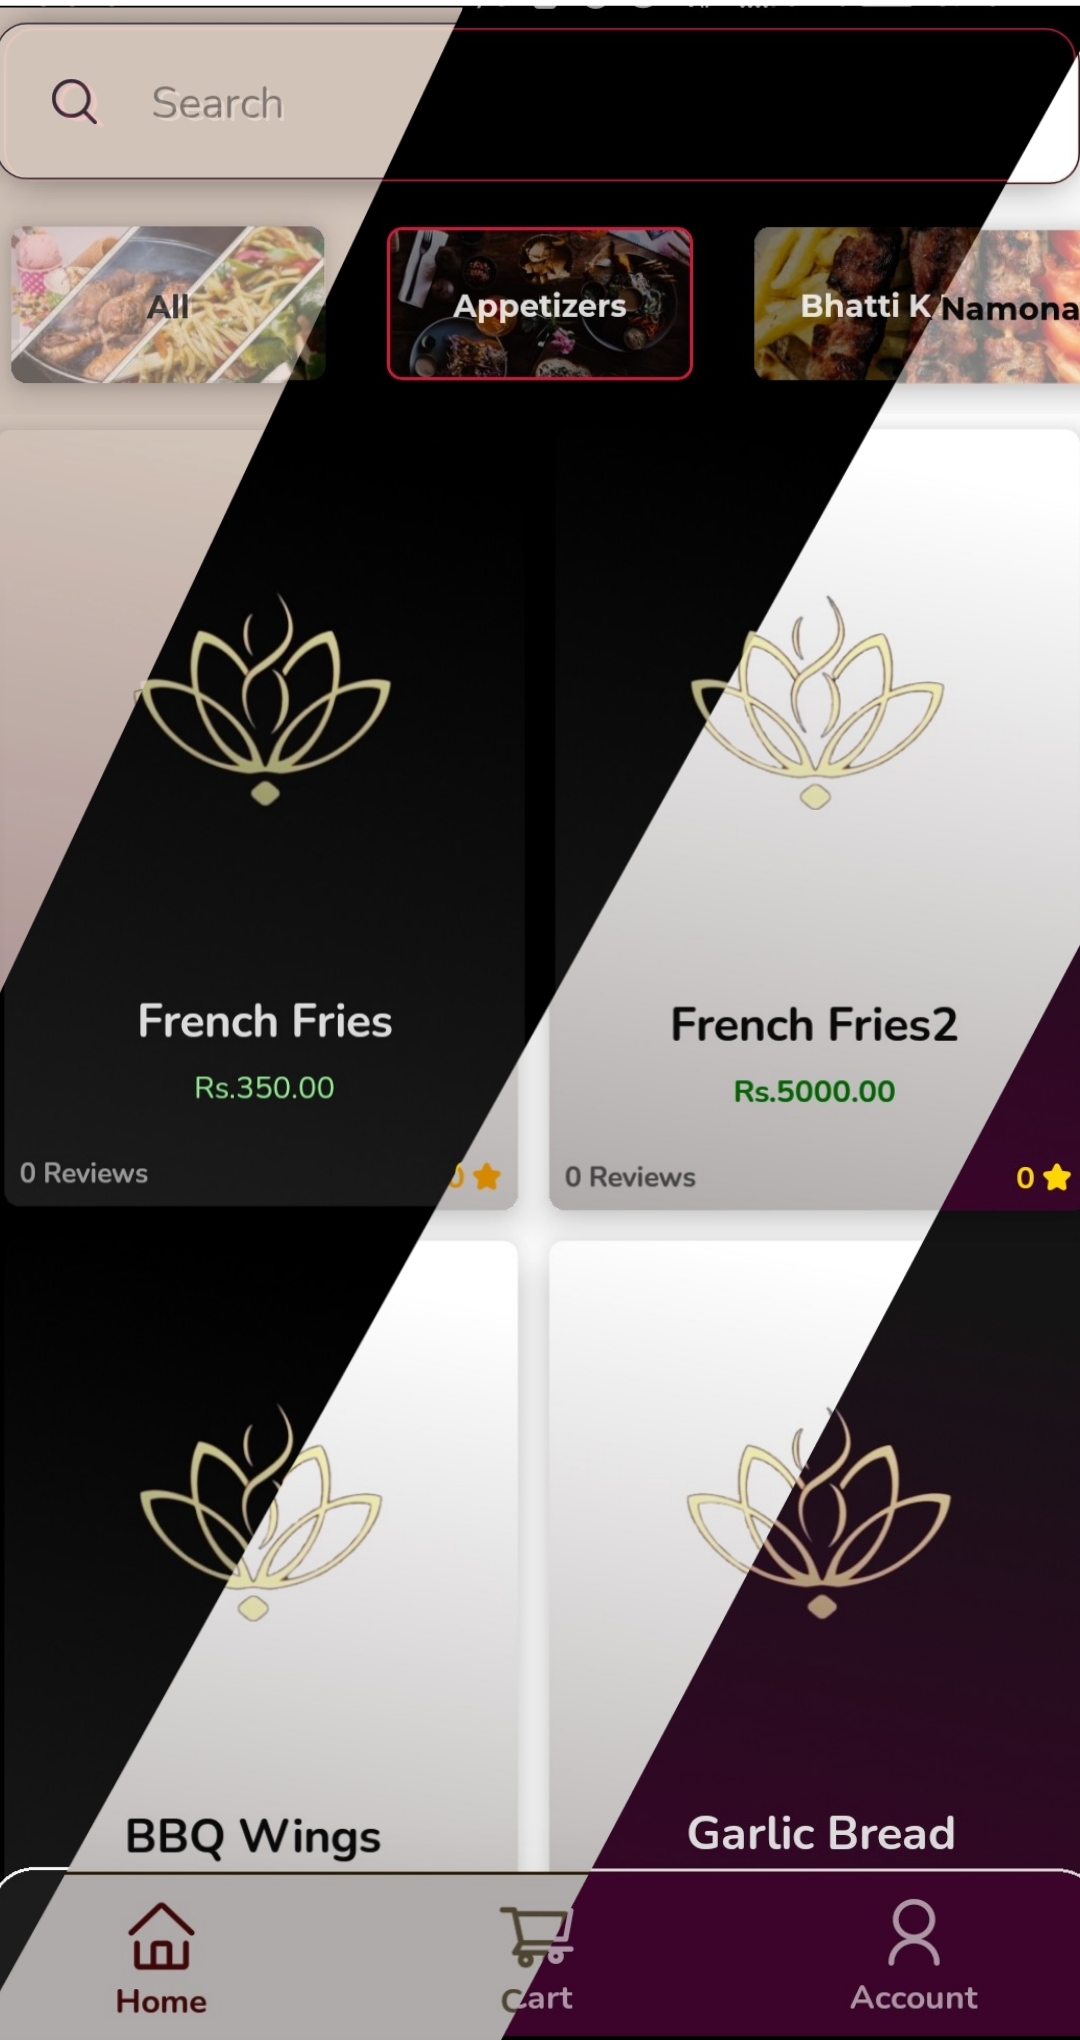 Search
All
Appetizers
Bhatti K Namona
French Fries
Rs.350.00
0 Reviews
0
French Fries2
Rs.5000.00
0 Reviews
0
BBQ Wings
Garlic Bread
Home
Cart
Account